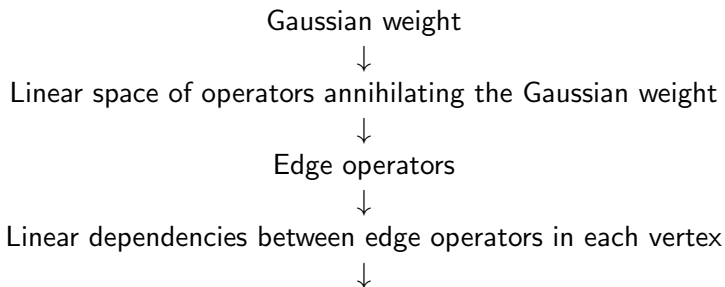 Gaussian weight
↓
Linear space of operators annihilating the Gaussian weight
↓
Edge operators
↓
Linear dependencies between edge operators in each vertex
↓